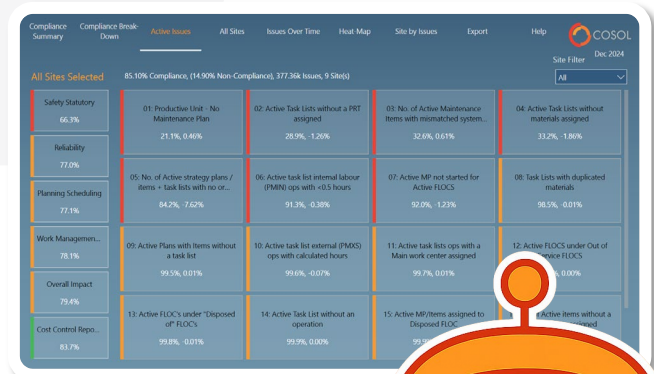 Compliance Summary
Compliance Break-Down
Active Issues
All Sites
Issues Over Time
Heat-Map
Site by Issues
Export
Help
COSOL
Site Filter
Dec 2024
All Sites Selected
85.10% Compliance, (14.90% Non-Compliance), 377.36k Issues, 9 Site(s)
All
Safety Statutory
66.3%
Reliability
77.0%
Planning Scheduling
77.1%
Work Managemen...
78.1%
Overall Impact
79.4%
Cost Control Repo...
83.7%
01: Productive Unit - No
Maintenance Plan
21.1%, 0.46%
02: Active Task Lists without a PRT
assigned
28.9%, -1.26%
03: No. of Active Maintenance
items with mismatched system...
32.6%, 0.61%
04: Active Task Lists without
materials assigned
33.2%, -1.86%
05: No. of Active strategy plans /
items + task lists with no or...
84.2%, -7.62%
06: Active task list internal labour
(PMIN) ops with <0.5 hours
91.3%, -0.38%
07: Active MP not started for
Active FLOCS
92.0%, -1.23%
08: Task Lists with duplicated
materials
98.5%, -0.01%
09: Active Plans with Items without
a task list
99.5%, 0.01%
10: Active task list external (PMXS)
ops with calculated hours
99.6%, -0.07%
11: Active task lists ops with a
Main work center assigned
99.7%, 0.01%
12: Active FLOCS under Out of
Service FLOCS
0.00%
13: Active FLOC's under "Disposed
of" FLOC's
99.8%, -0.01%
14: Active Task List without an
operation
99.9%, 0.00%
15: Active MP/Items assigned to
Disposed FLOC
Active items without a